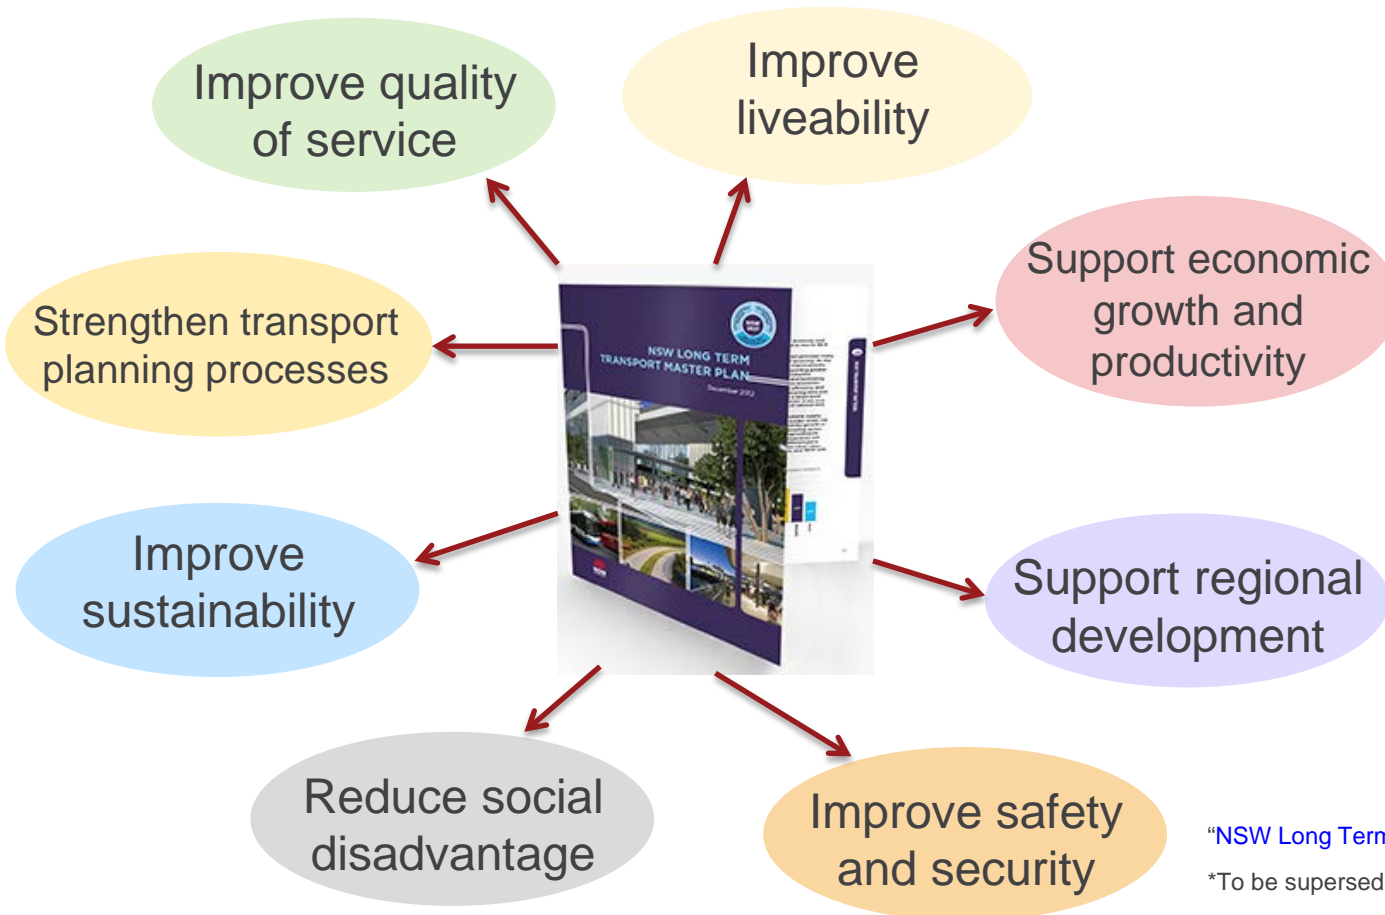 Improve quality
of service
Improve
liveability
Support economic
growth and
productivity
Strengthen transport
planning processes
NSW LONG TERM
TRANSPORT MASTER PLAN
December 2012
Improve
sustainability
Support regional
development
Reduce social
disadvantage
Improve safety
and security
“NSW Long Term
*To be supersed